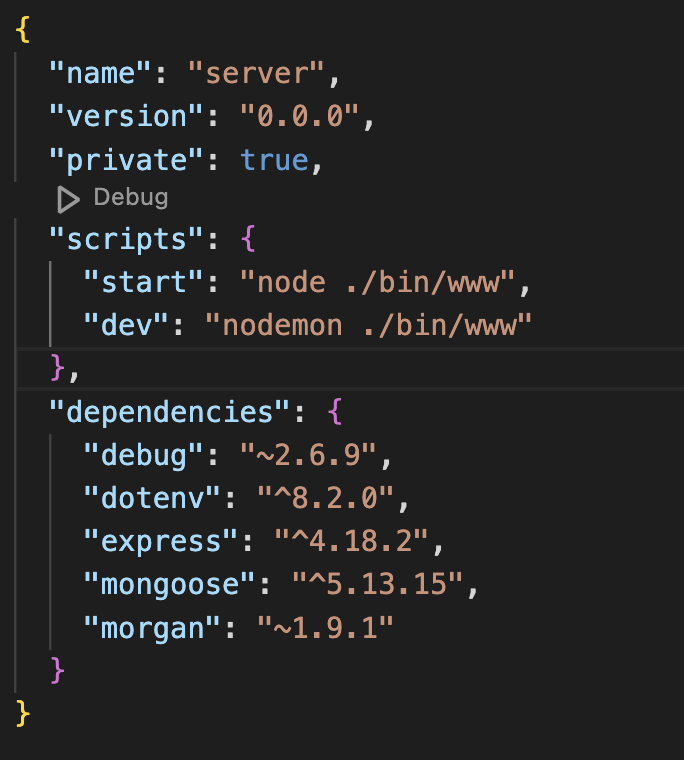 {
"name": "server",
"version": "0.0.0",
"private": true,
Debug
"scripts": {
"start": "node ./bin/www",
"dev": "nodemon ./bin/www"
},
"dependencies": {
"debug": "~2.6.9",
"dotenv": "^8.2.0",
"express": "^4.18.2",
"mongoose": "^5.13.15",
"morgan": "~1.9.1"
}
}